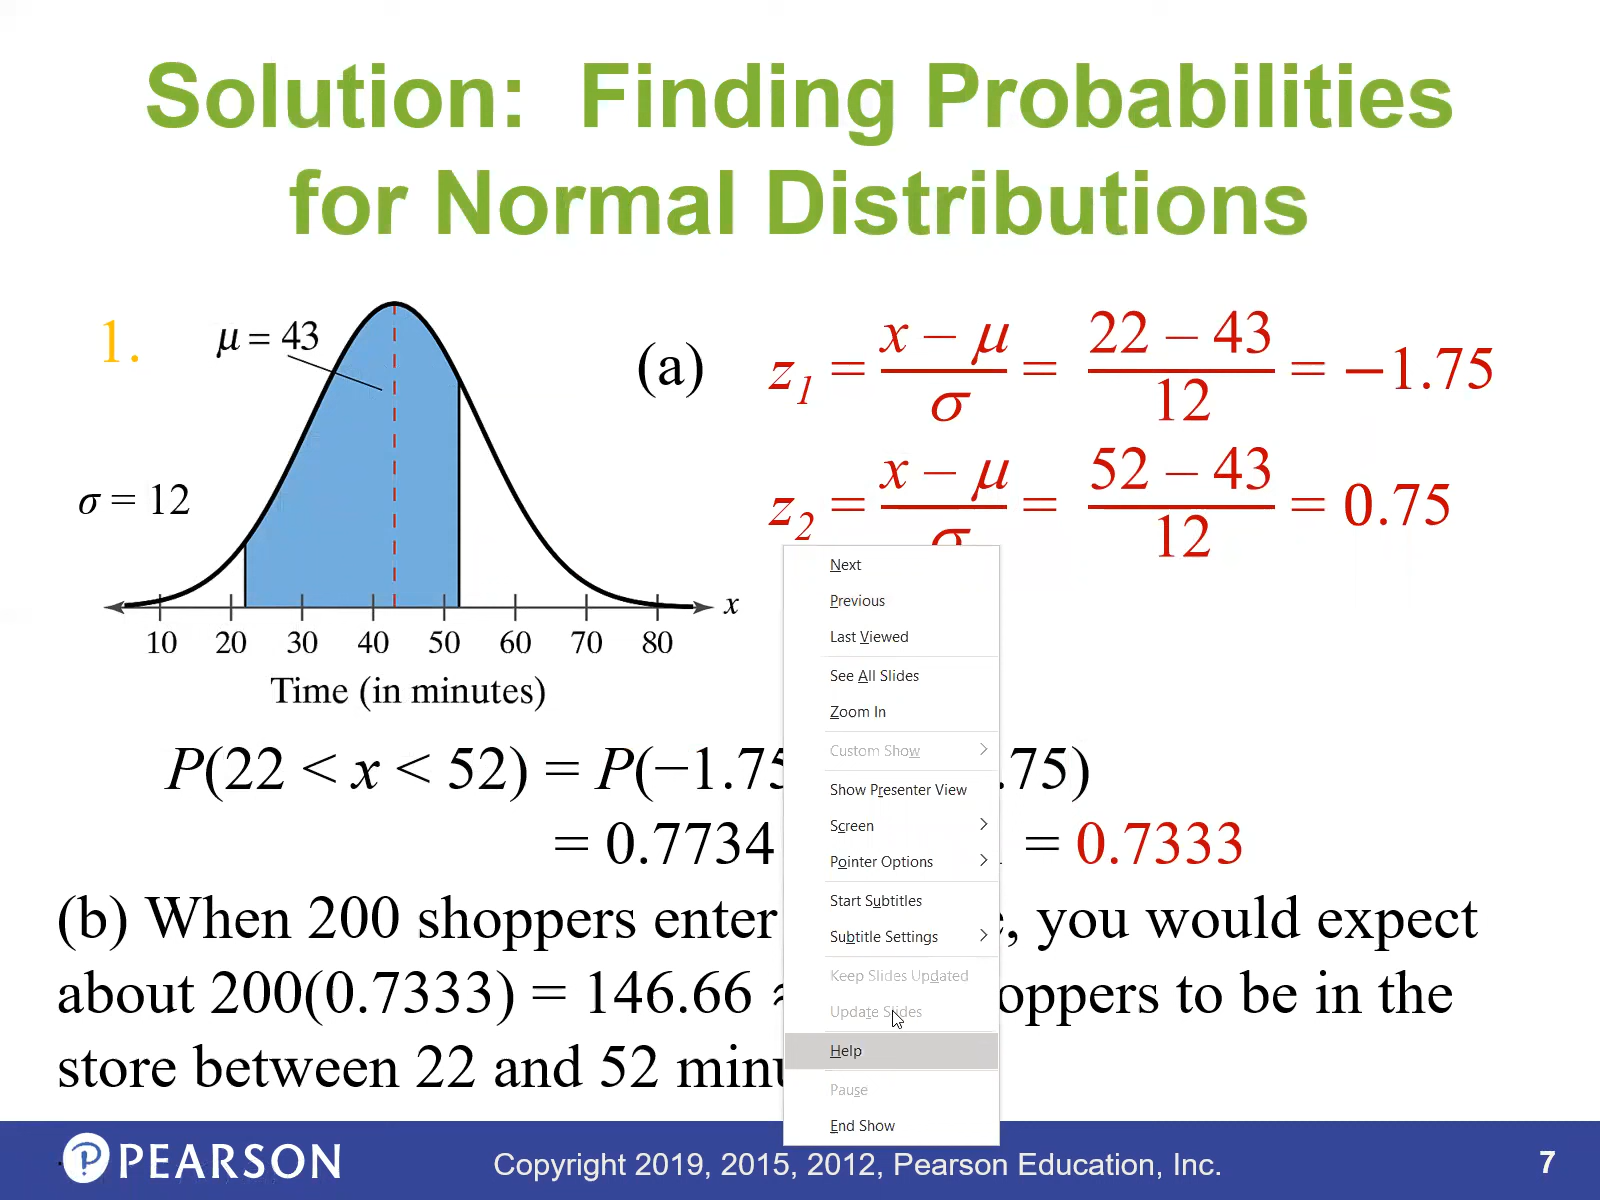 Solution: Finding Probabilities
for Normal Distributions
1.
μ = 43
σ = 12
10 20 30 40 50 60 70 80
x
Time (in minutes)
(a)
z₁ = (x – μ)/σ = (22 – 43)/12 = –1.75
z₂ = (x – μ)/σ = (52 – 43)/12 = 0.75
P(22 < x < 52) = P(−1.75 .75)
= 0.7734 = 0.7333
(b) When 200 shoppers enter , you would expect
about 200(0.7333) = 146.66 to be in the
store between 22 and 52
Next
Previous
Last Viewed
See All Slides
Zoom In
Custom Show
Show Presenter View
Screen
Pointer Options
Start Subtitles
Subtitle Settings
Keep Slides Updated
Update Slides
Help
Pause
End Show
PEARSON
Copyright 2019, 2015, 2012, Pearson Education, Inc.
7